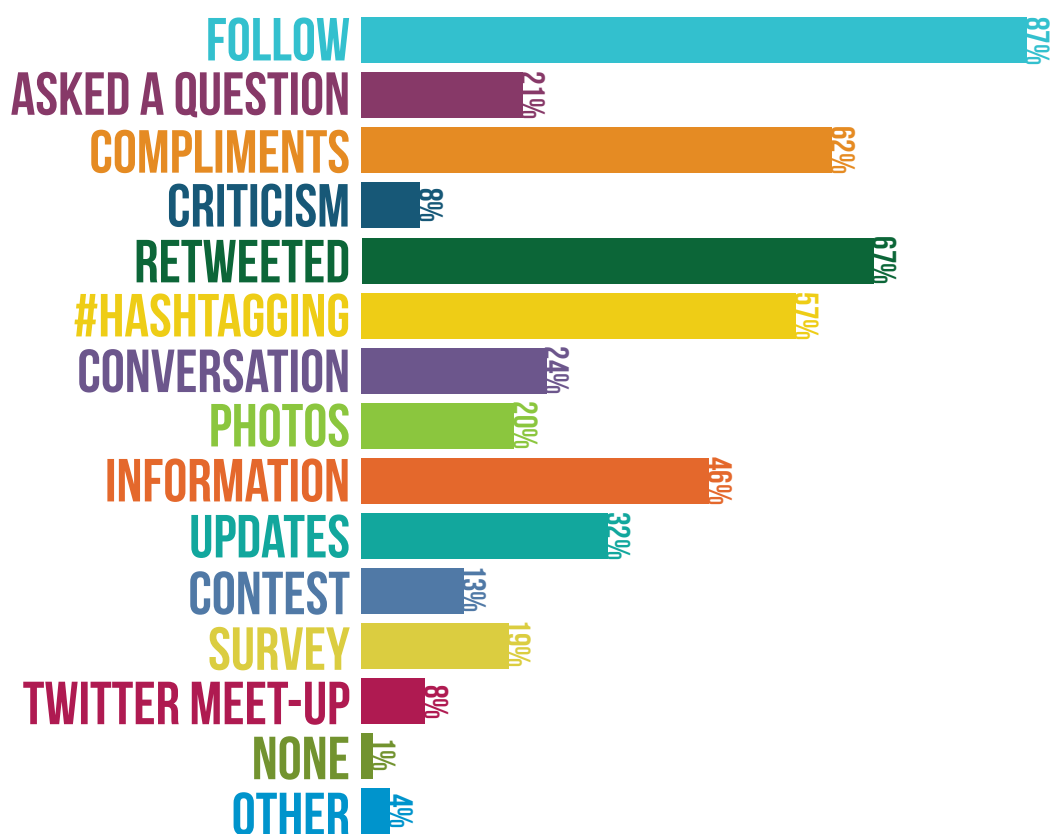 FOLLOW 87%
ASKED A QUESTION 21%
COMPLIMENTS 62%
CRITICISM 8%
RETWEETED 67%
#HASHTAGGING 57%
CONVERSATION 24%
PHOTOS 20%
INFORMATION 46%
UPDATES 32%
CONTEST 13%
SURVEY 19%
TWITTER MEET-UP 8%
NONE 1%
OTHER 4%